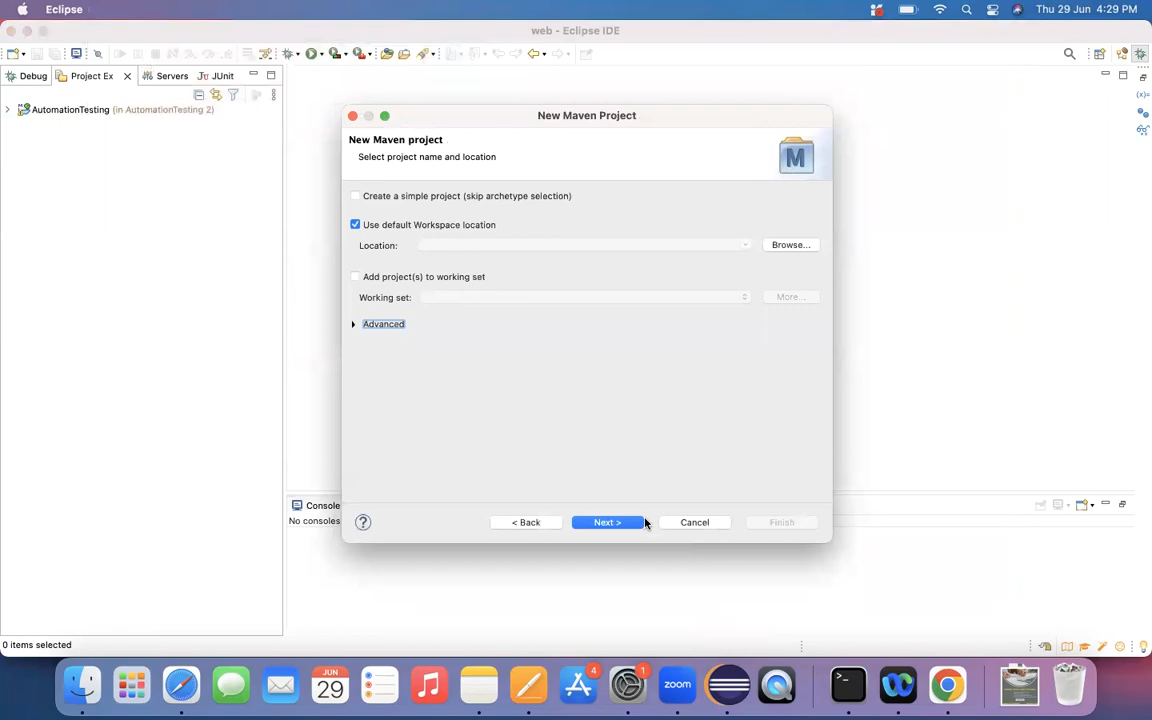 Eclipse
Thu 29 Jun 4:29 PM
web - Eclipse IDE
Debug
Project Ex
Servers
JUnit
AutomationTesting (in AutomationTesting 2)
New Maven Project
New Maven project
Select project name and location
M
Create a simple project (skip archetype selection)
Use default Workspace location
Location:
Browse...
Add project(s) to working set
Working set:
More...
Advanced
Console
No consoles
?
< Back
Next >
Cancel
Finish
0 items selected
JUN
29
4
1
zoom